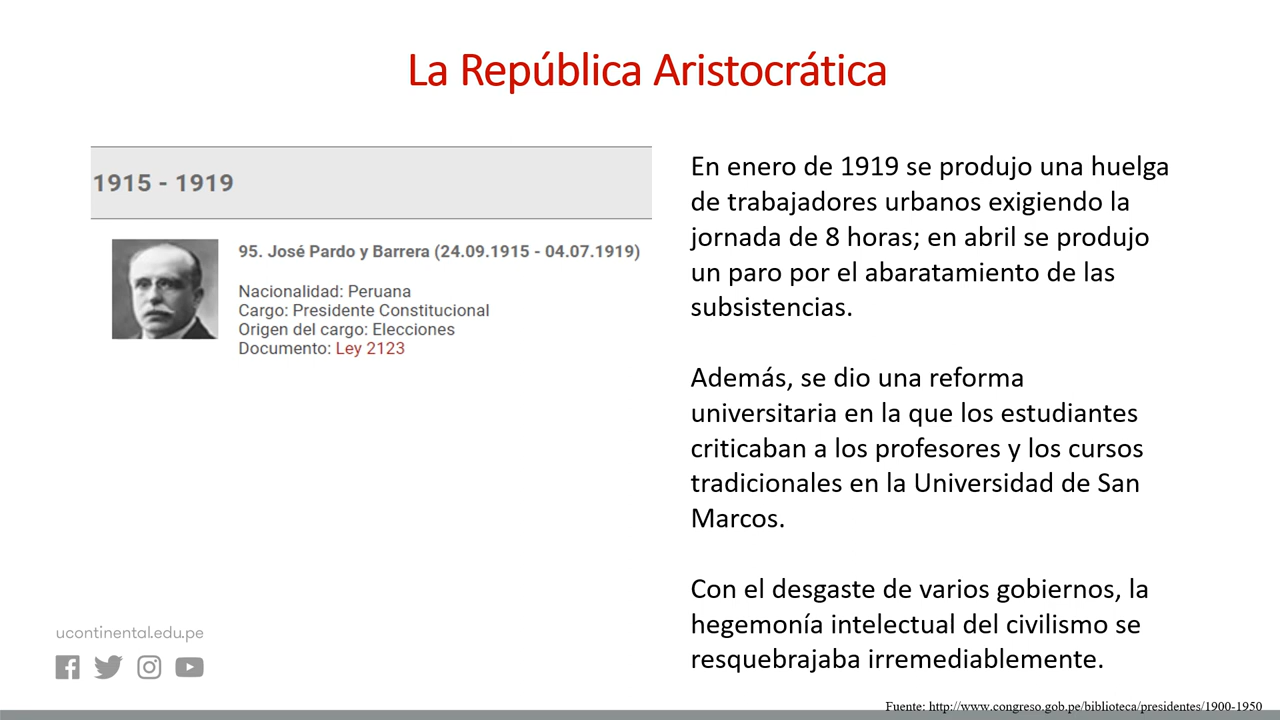 La República Aristocrática
1915 - 1919
95. José Pardo y Barrera (24.09.1915 - 04.07.1919)
Nacionalidad: Peruana
Cargo: Presidente Constitucional
Origen del cargo: Elecciones
Documento: Ley 2123
En enero de 1919 se produjo una huelga
de trabajadores urbanos exigiendo la
jornada de 8 horas; en abril se produjo
un paro por el abaratamiento de las
subsistencias.
Además, se dio una reforma
universitaria en la que los estudiantes
criticaban a los profesores y los cursos
tradicionales en la Universidad de San
Marcos.
Con el desgaste de varios gobiernos, la
hegemonía intelectual del civilismo se
resquebrajaba irremediablemente.
ucontinental.edu.pe
Fuente: http://www.congreso.gob.pe/biblioteca/presidentes/1900-1950